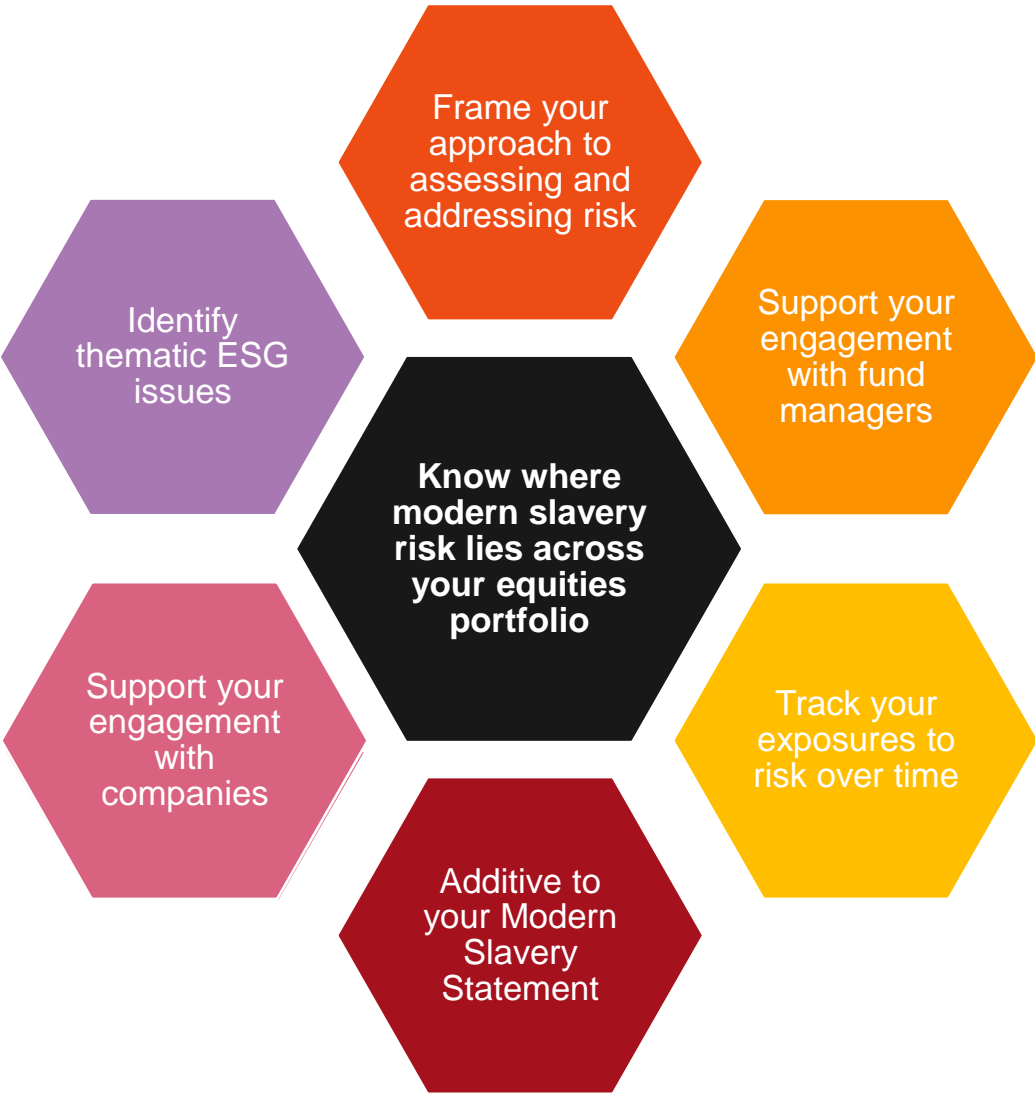 Frame your
approach to
assessing and
addressing risk
Identify
thematic ESG
issues
Support your
engagement
with fund
managers
Know where
modern slavery
risk lies across
your equities
portfolio
Support your
engagement
with
companies
Track your
exposures to
risk over time
Additive to
your Modern
Slavery
Statement